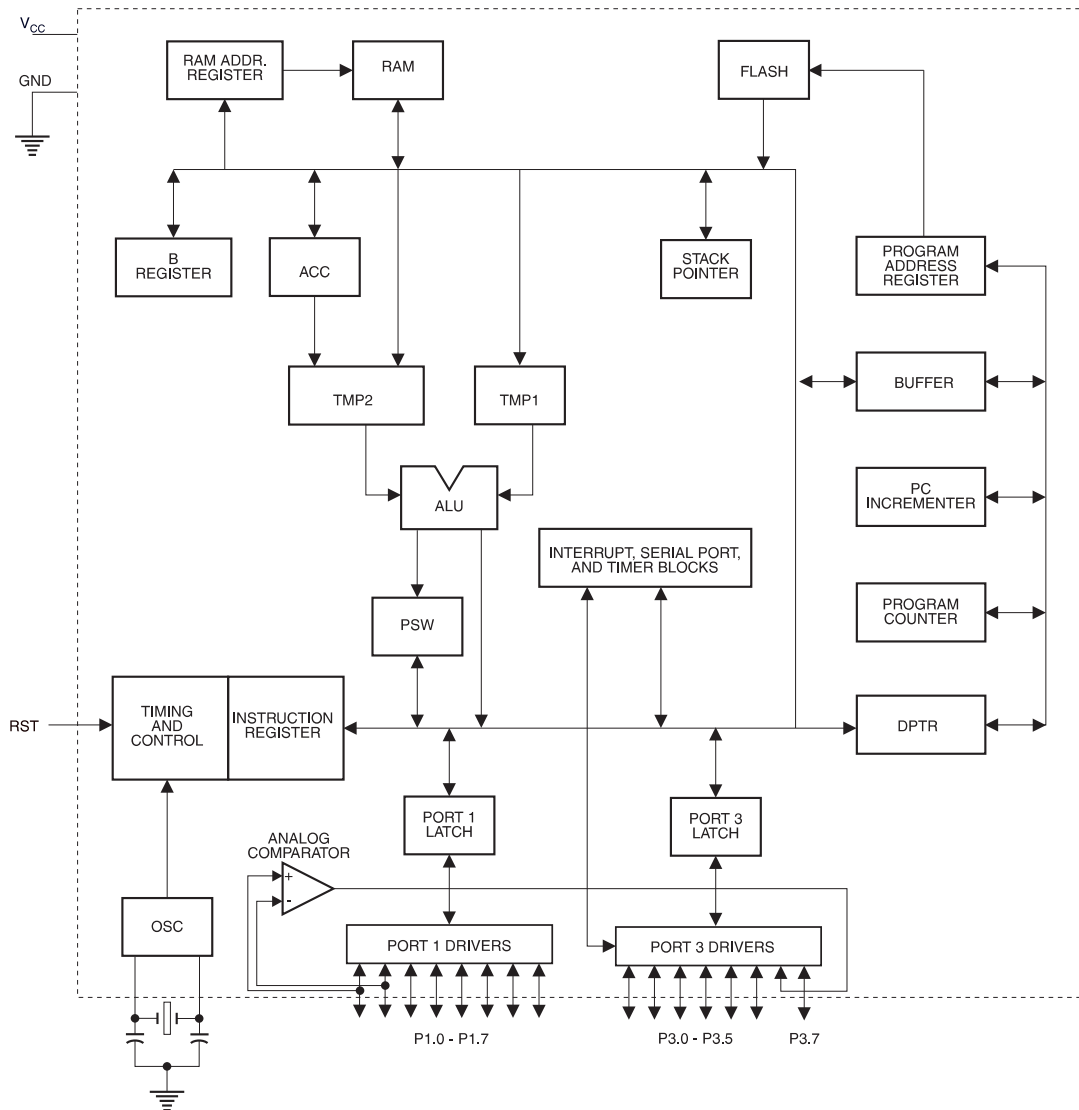 VCC
GND
RAM ADDR.
REGISTER
RAM
FLASH
B
REGISTER
ACC
STACK
POINTER
PROGRAM
ADDRESS
REGISTER
TMP2
TMP1
BUFFER
ALU
PC
INCREMENTER
INTERRUPT, SERIAL PORT,
AND TIMER BLOCKS
PSW
PROGRAM
COUNTER
RST
TIMING
AND
CONTROL
INSTRUCTION
REGISTER
DPTR
PORT 1
LATCH
PORT 3
LATCH
ANALOG
COMPARATOR
+
-
OSC
PORT 1 DRIVERS
PORT 3 DRIVERS
P1.0 - P1.7
P3.0 - P3.5
P3.7